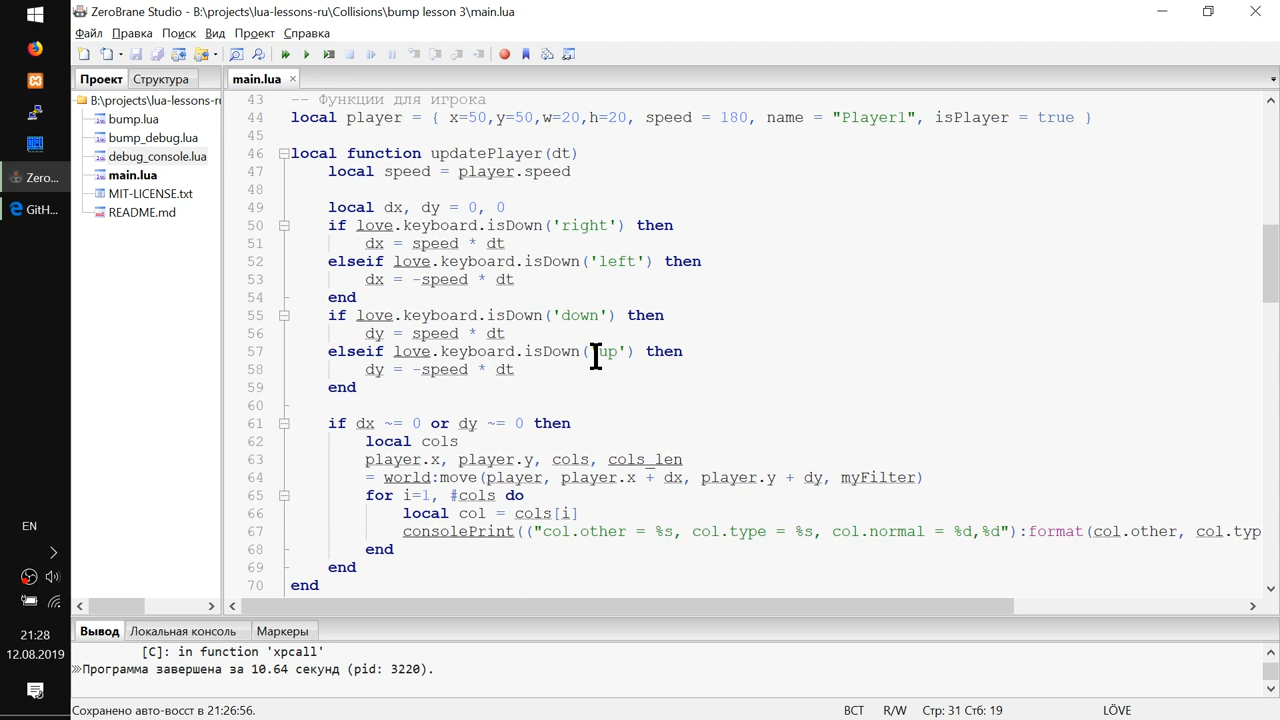 ZeroBrane Studio - B:\projects\lua-lessons-ru\Collisions\bump lesson 3\main.lua
Файл Правка Поиск Вид Проект Справка
Проект Структура
main.lua
B:\projects\lua-lessons-ru
bump.lua
bump_debug.lua
debug_console.lua
main.lua
MIT-LICENSE.txt
README.md
43 -- Функции для игрока
44 local player = { x=50,y=50,w=20,h=20, speed = 180, name = "Player1", isPlayer = true }
45
46 local function updatePlayer(dt)
47 local speed = player.speed
48
49 local dx, dy = 0, 0
50 if love.keyboard.isDown('right') then
51 dx = speed * dt
52 elseif love.keyboard.isDown('left') then
53 dx = -speed * dt
54 end
55 if love.keyboard.isDown('down') then
56 dy = speed * dt
57 elseif love.keyboard.isDown('up') then
58 dy = -speed * dt
59 end
60
61 if dx ~= 0 or dy ~= 0 then
62 local cols
63 player.x, player.y, cols, cols_len
64 = world:move(player, player.x + dx, player.y + dy, myFilter)
65 for i=1, #cols do
66 local col = cols[i]
67 consolePrint(("col.other = %s, col.type = %s, col.normal = %d,%d"):format(col.other, col.typ
68 end
69 end
70 end
Zero...
GitH...
EN
21:28
12.08.2019
Вывод Локальная консоль Маркеры
[C]: in function 'xpcall'
Программа завершена за 10.64 секунд (pid: 3220).
Сохранено авто-восст в 21:26:56.
ВСТ R/W Стр: 31 Стб: 19 LÖVE